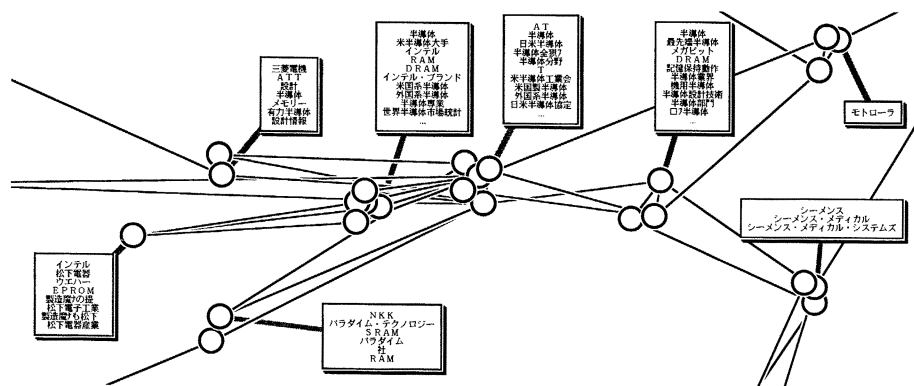 三菱電機
ATT
設計
半導体
メモリー
有力半導体
設計情報
半導体
米半導体大手
インテル
RAM
DRAM
インテル・ブランド
米国系半導体
外国系半導体
半導体専業
世界半導体市場統計
...
AT
半導体
日米半導体
半導体分野
T
米半導体工業会
米国製半導体
外国系半導体
日米半導体協定
...
半導体
最先端半導体
メガビット
DRAM
記憶保持動作
半導体業界
機用半導体
半導体設計技術
半導体部門
...
モトローラ
シーメンス
シーメンス・メディカル
シーメンス・メディカル・システムズ
インテル
松下電器
ウエハー
EPROM
松下電子工業
松下電器産業
NKK
パラダイム・テクノロジー
SRAM
パラダイム
社
RAM